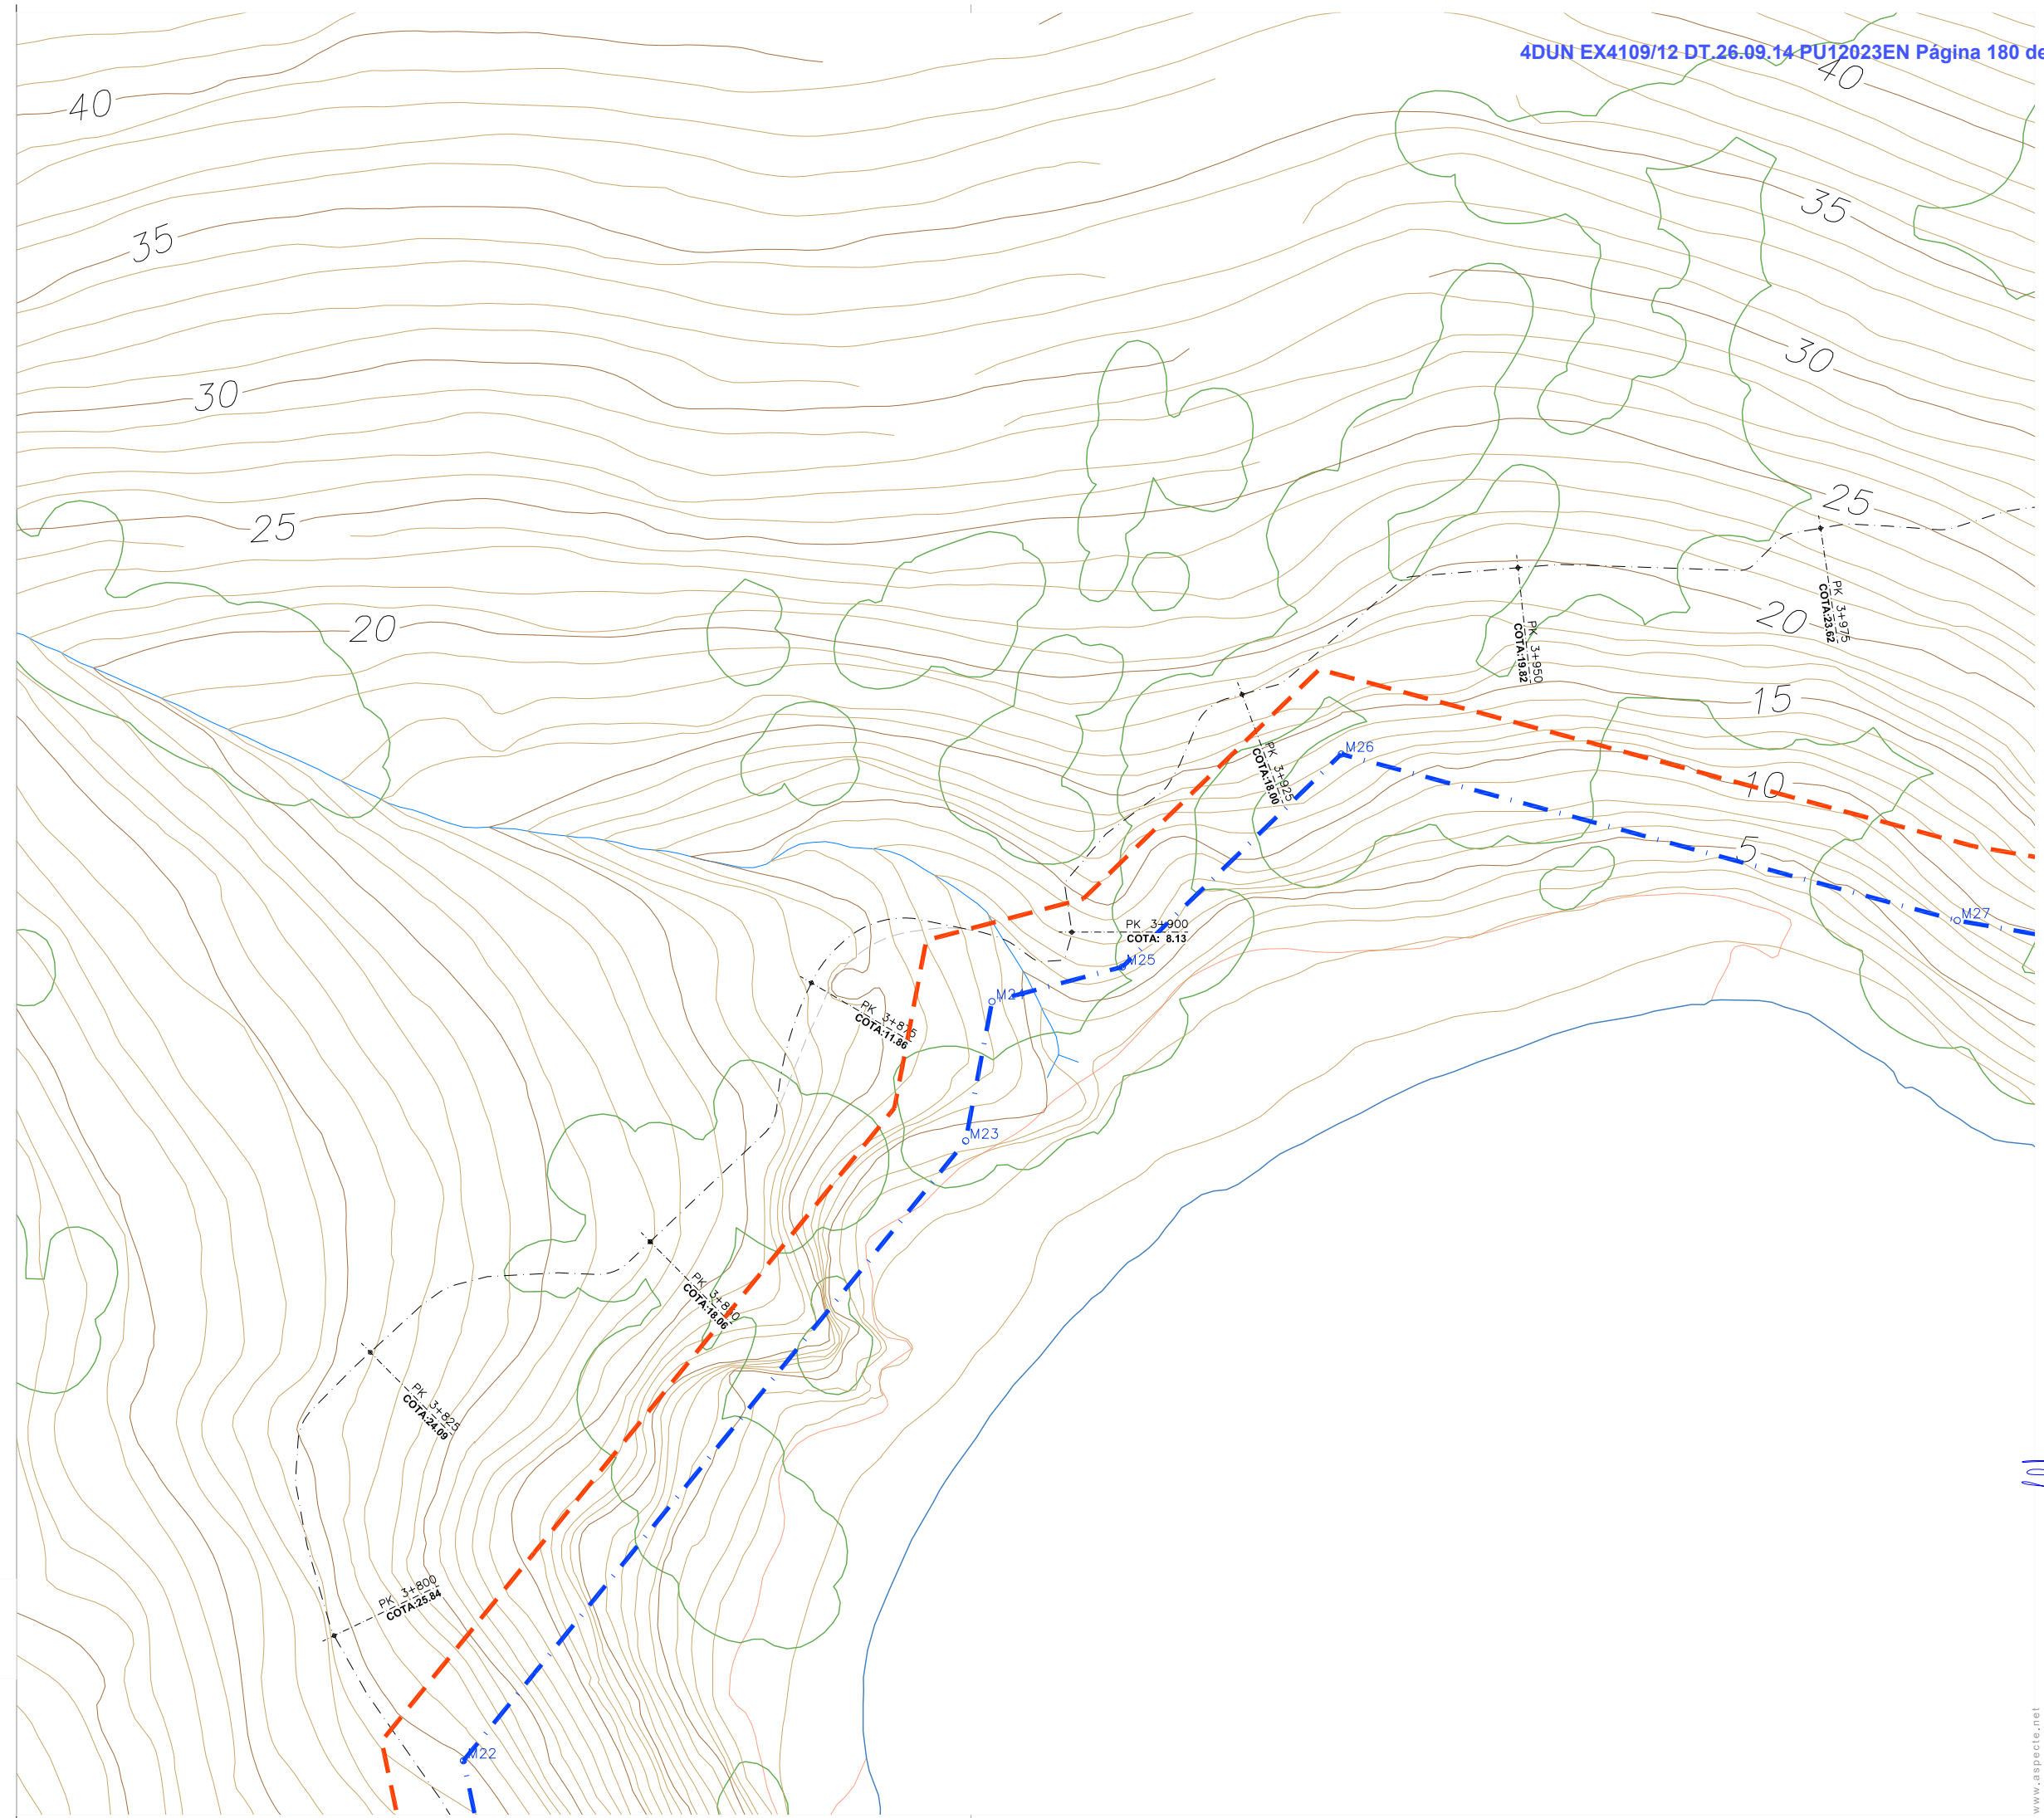 4DUN EX4109/12 DT.26.09.14 PU12023EN Página 180 de
40
40
35
35
30
30
25
25
20
20
15
10
5
PK 3+975
COTA:23.62
PK 3+950
COTA:19.82
PK 3+925
COTA:18.00
M26
M27
PK 3+900
COTA: 8.13
M25
M24
PK 3+875
COTA:11.86
M23
PK 3+850
COTA:18.06
PK 3+825
COTA:24.09
PK 3+800
COTA:25.84
M22
www.aspecte.net